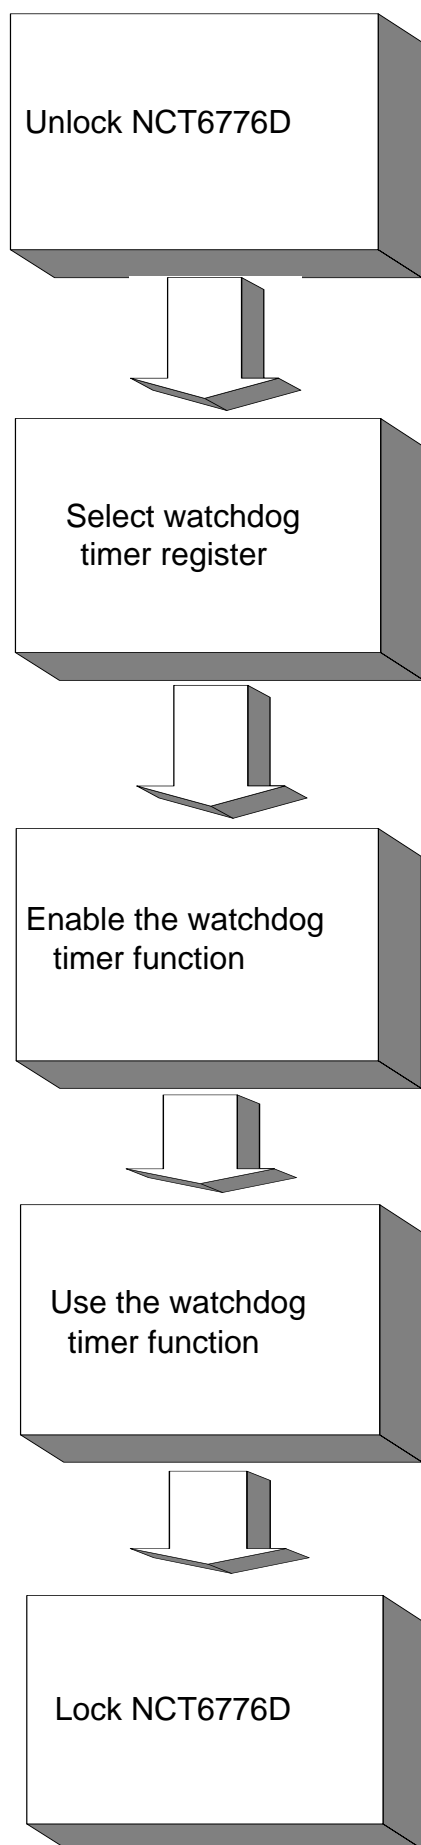 Unlock NCT6776D
Select watchdog
timer register
Enable the watchdog
timer function
Use the watchdog
timer function
Lock NCT6776D